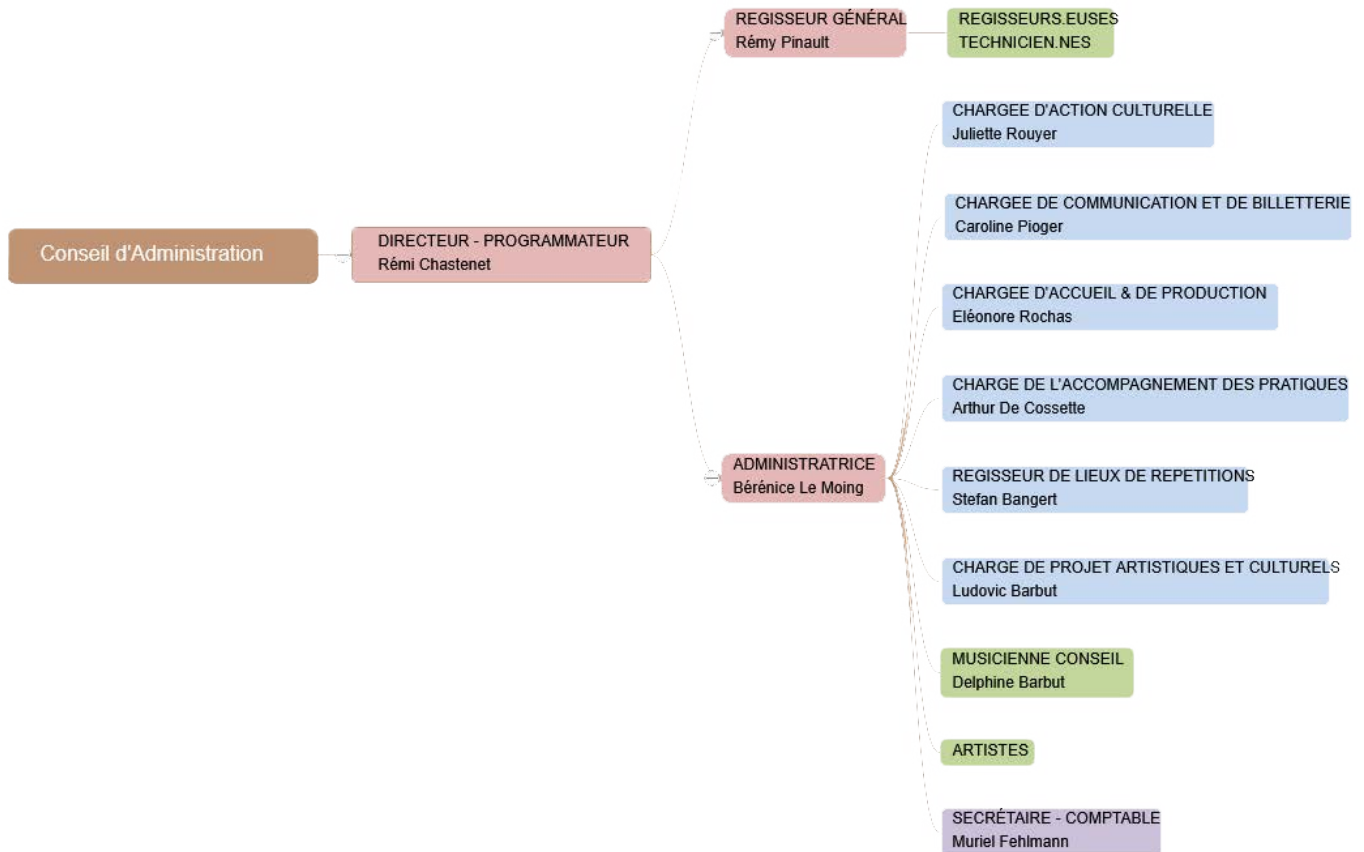 Conseil d'Administration
DIRECTEUR - PROGRAMMATEUR
Rémi Chastenet
REGISSEUR GÉNÉRAL
Rémy Pinault
REGISSEURS.EUSES
TECHNICIEN.NES
ADMINISTRATRICE
Bérénice Le Moing
CHARGEE D'ACTION CULTURELLE
Juliette Rouyer
CHARGEE DE COMMUNICATION ET DE BILLETTERIE
Caroline Pioger
CHARGEE D'ACCUEIL & DE PRODUCTION
Eléonore Rochas
CHARGE DE L'ACCOMPAGNEMENT DES PRATIQUES
Arthur De Cossette
REGISSEUR DE LIEUX DE REPETITIONS
Stefan Bangert
CHARGE DE PROJET ARTISTIQUES ET CULTURELS
Ludovic Barbut
MUSICIENNE CONSEIL
Delphine Barbut
ARTISTES
SECRÉTAIRE - COMPTABLE
Muriel Fehlmann